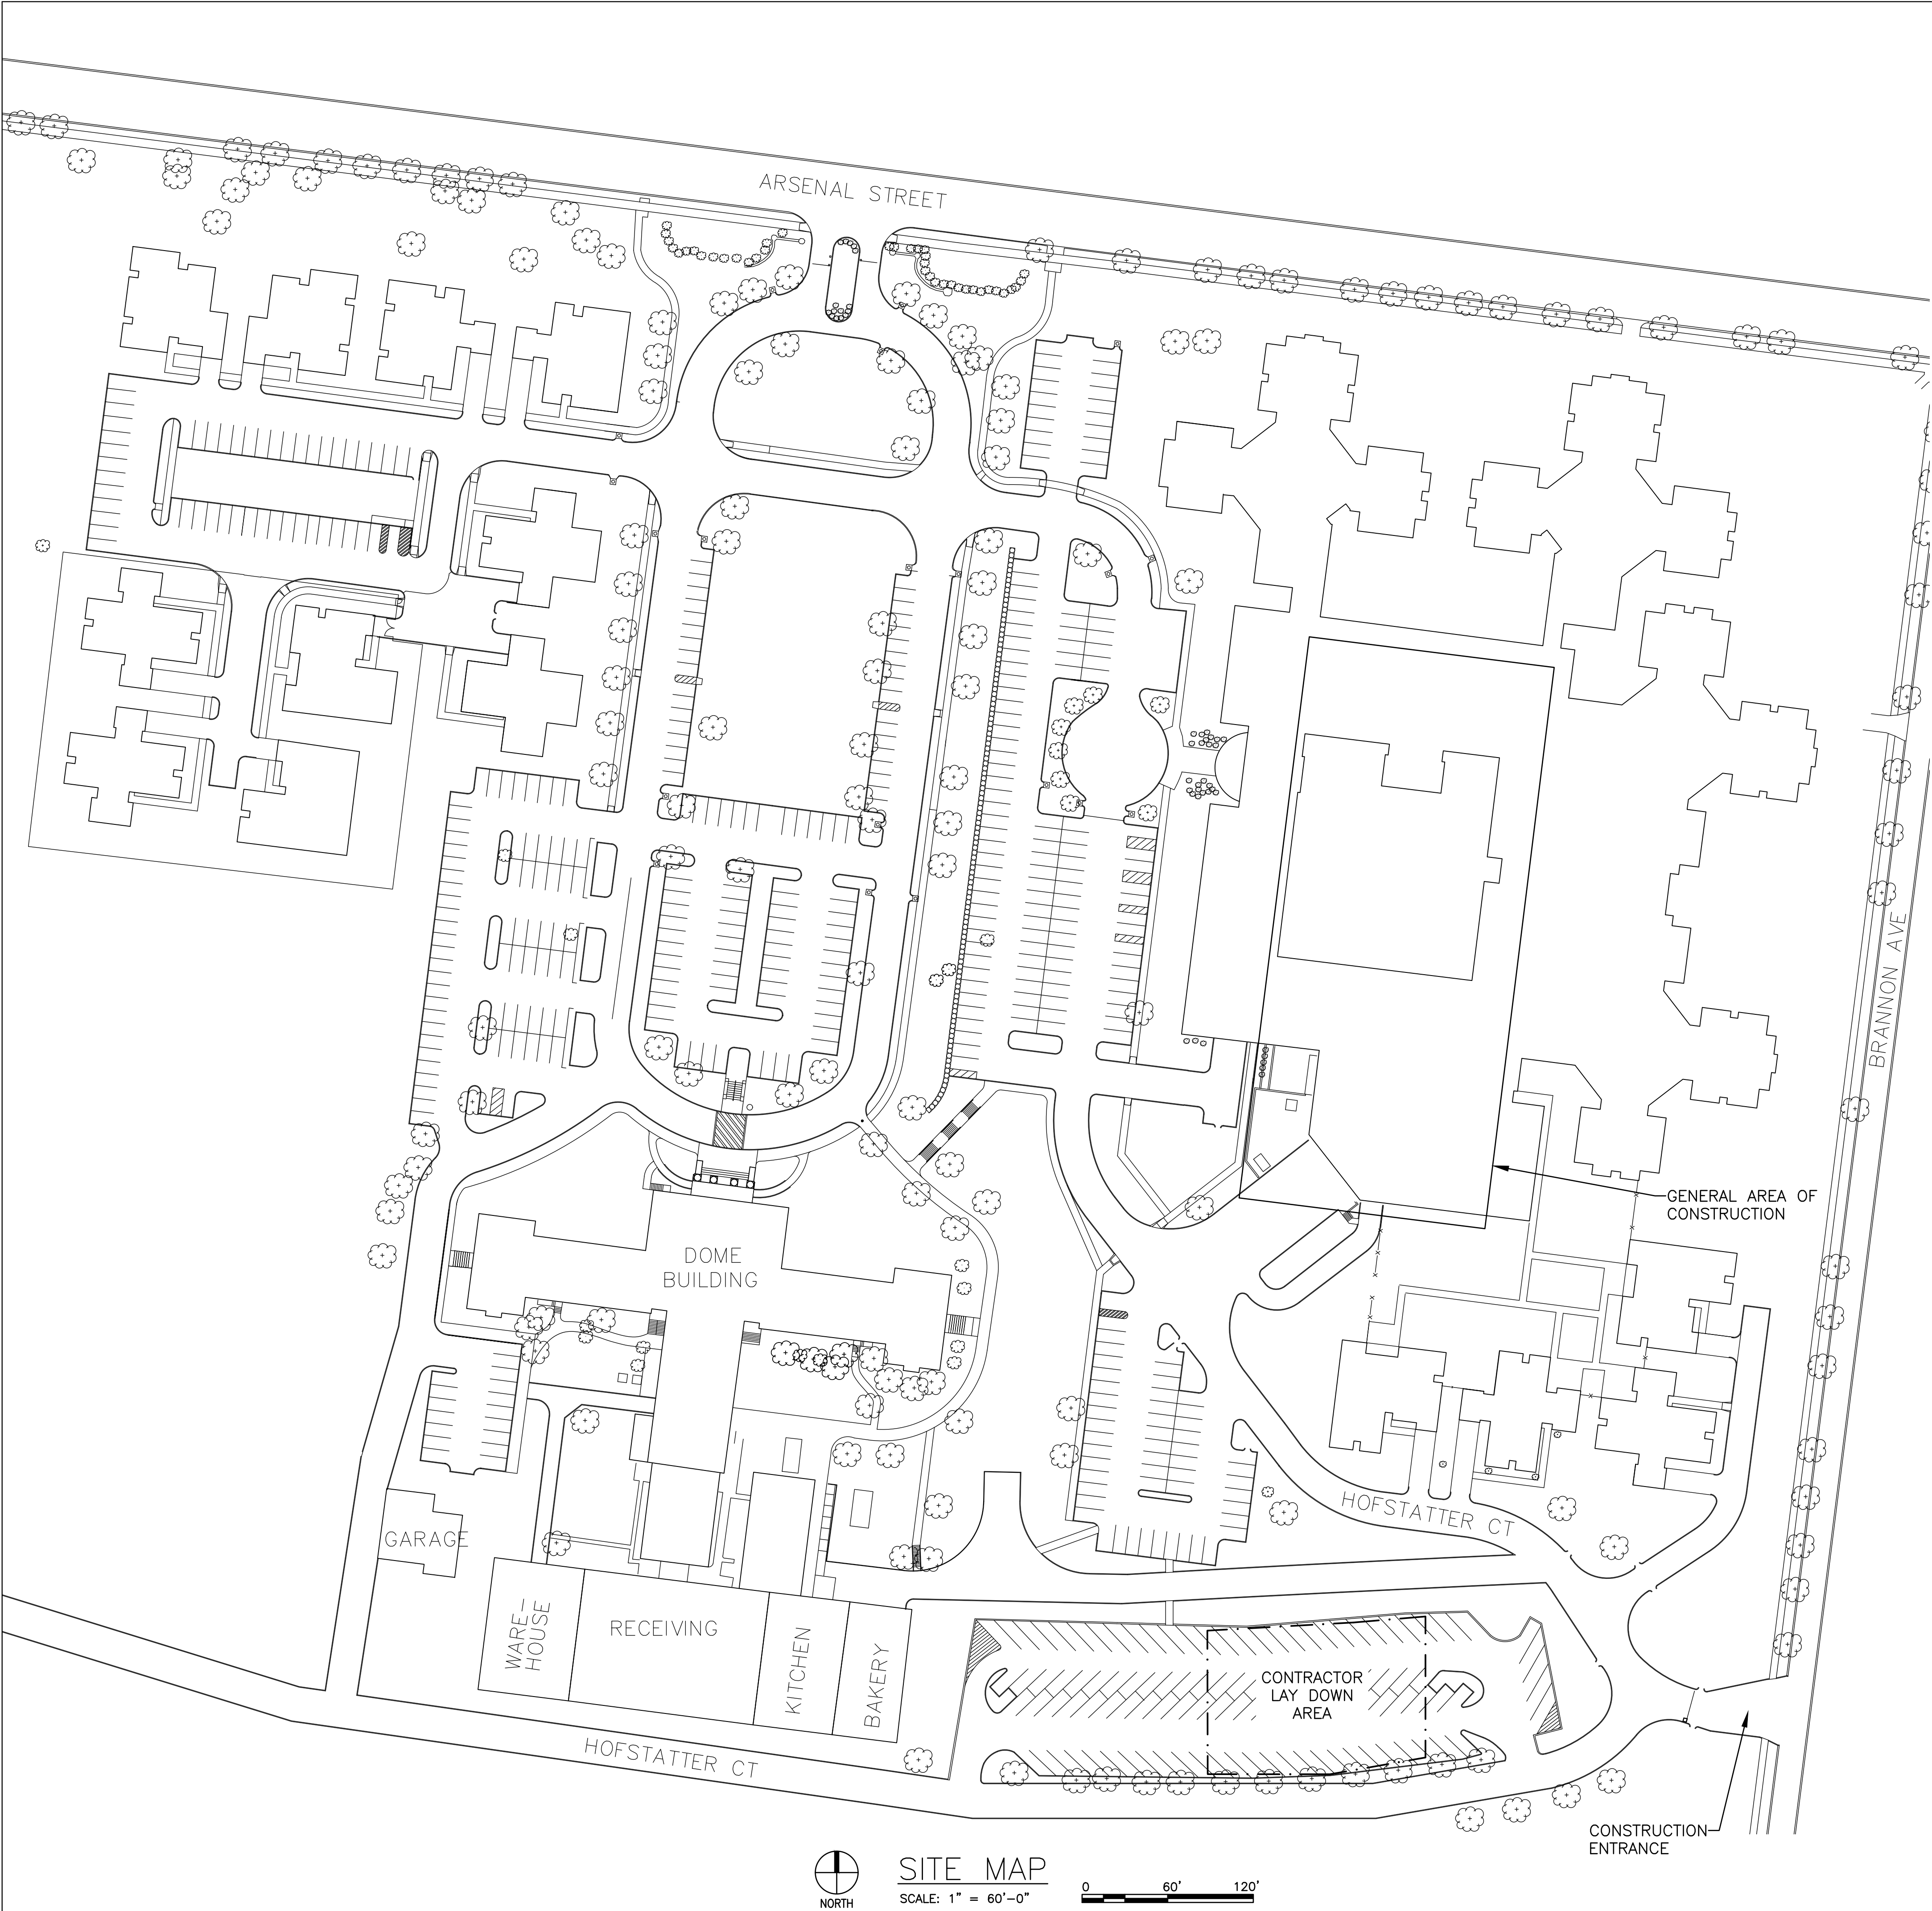 ARSENAL STREET
BRANNON AVE
GENERAL AREA OF
CONSTRUCTION
DOME
BUILDING
HOFSTATTER CT
GARAGE
WARE-
HOUSE
RECEIVING
KITCHEN
BAKERY
CONTRACTOR
LAY DOWN
AREA
HOFSTATTER CT
CONSTRUCTION
ENTRANCE
NORTH
SITE MAP
SCALE: 1" = 60'-0"
0 60' 120'